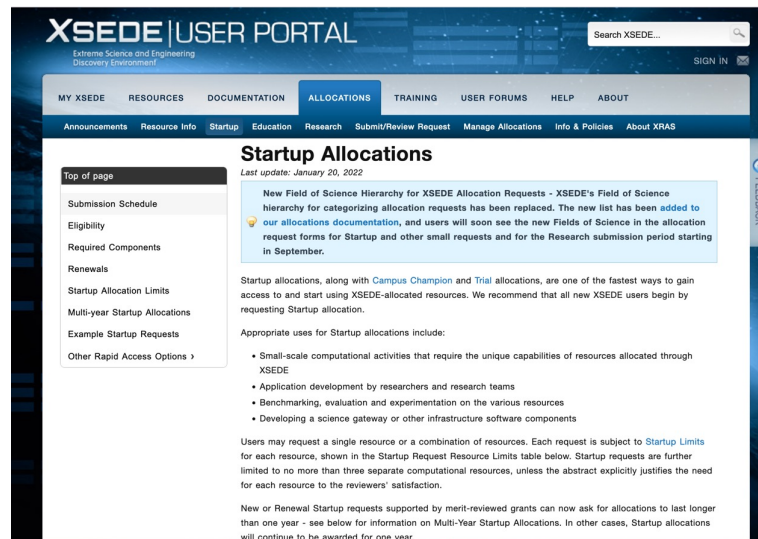 XSEDE | USER PORTAL
Extreme Science and Engineering
Discovery Environment
Search XSEDE...
SIGN IN
MY XSEDE RESOURCES DOCUMENTATION ALLOCATIONS TRAINING USER FORUMS HELP ABOUT
Announcements Resource Info Startup Education Research Submit/Review Request Manage Allocations Info & Policies About XRAS
Top of page
Submission Schedule
Eligibility
Required Components
Renewals
Startup Allocation Limits
Multi-year Startup Allocations
Example Startup Requests
Other Rapid Access Options ›
Startup Allocations
Last update: January 20, 2022
New Field of Science Hierarchy for XSEDE Allocation Requests - XSEDE's Field of Science
hierarchy for categorizing allocation requests has been replaced. The new list has been added to
our allocations documentation, and users will soon see the new Fields of Science in the allocation
request forms for Startup and other small requests and for the Research submission period starting
in September.
Startup allocations, along with Campus Champion and Trial allocations, are one of the fastest ways to gain
access to and start using XSEDE-allocated resources. We recommend that all new XSEDE users begin by
requesting Startup allocation.
Appropriate uses for Startup allocations include:
• Small-scale computational activities that require the unique capabilities of resources allocated through
XSEDE
• Application development by researchers and research teams
• Benchmarking, evaluation and experimentation on the various resources
• Developing a science gateway or other infrastructure software components
Users may request a single resource or a combination of resources. Each request is subject to Startup Limits
for each resource, shown in the Startup Request Resource Limits table below. Startup requests are further
limited to no more than three separate computational resources, unless the abstract explicitly justifies the need
for each resource to the reviewers' satisfaction.
New or Renewal Startup requests supported by merit-reviewed grants can now ask for allocations to last longer
than one year - see below for information on Multi-Year Startup Allocations. In other cases, Startup allocations
will continue to be awarded for one year.